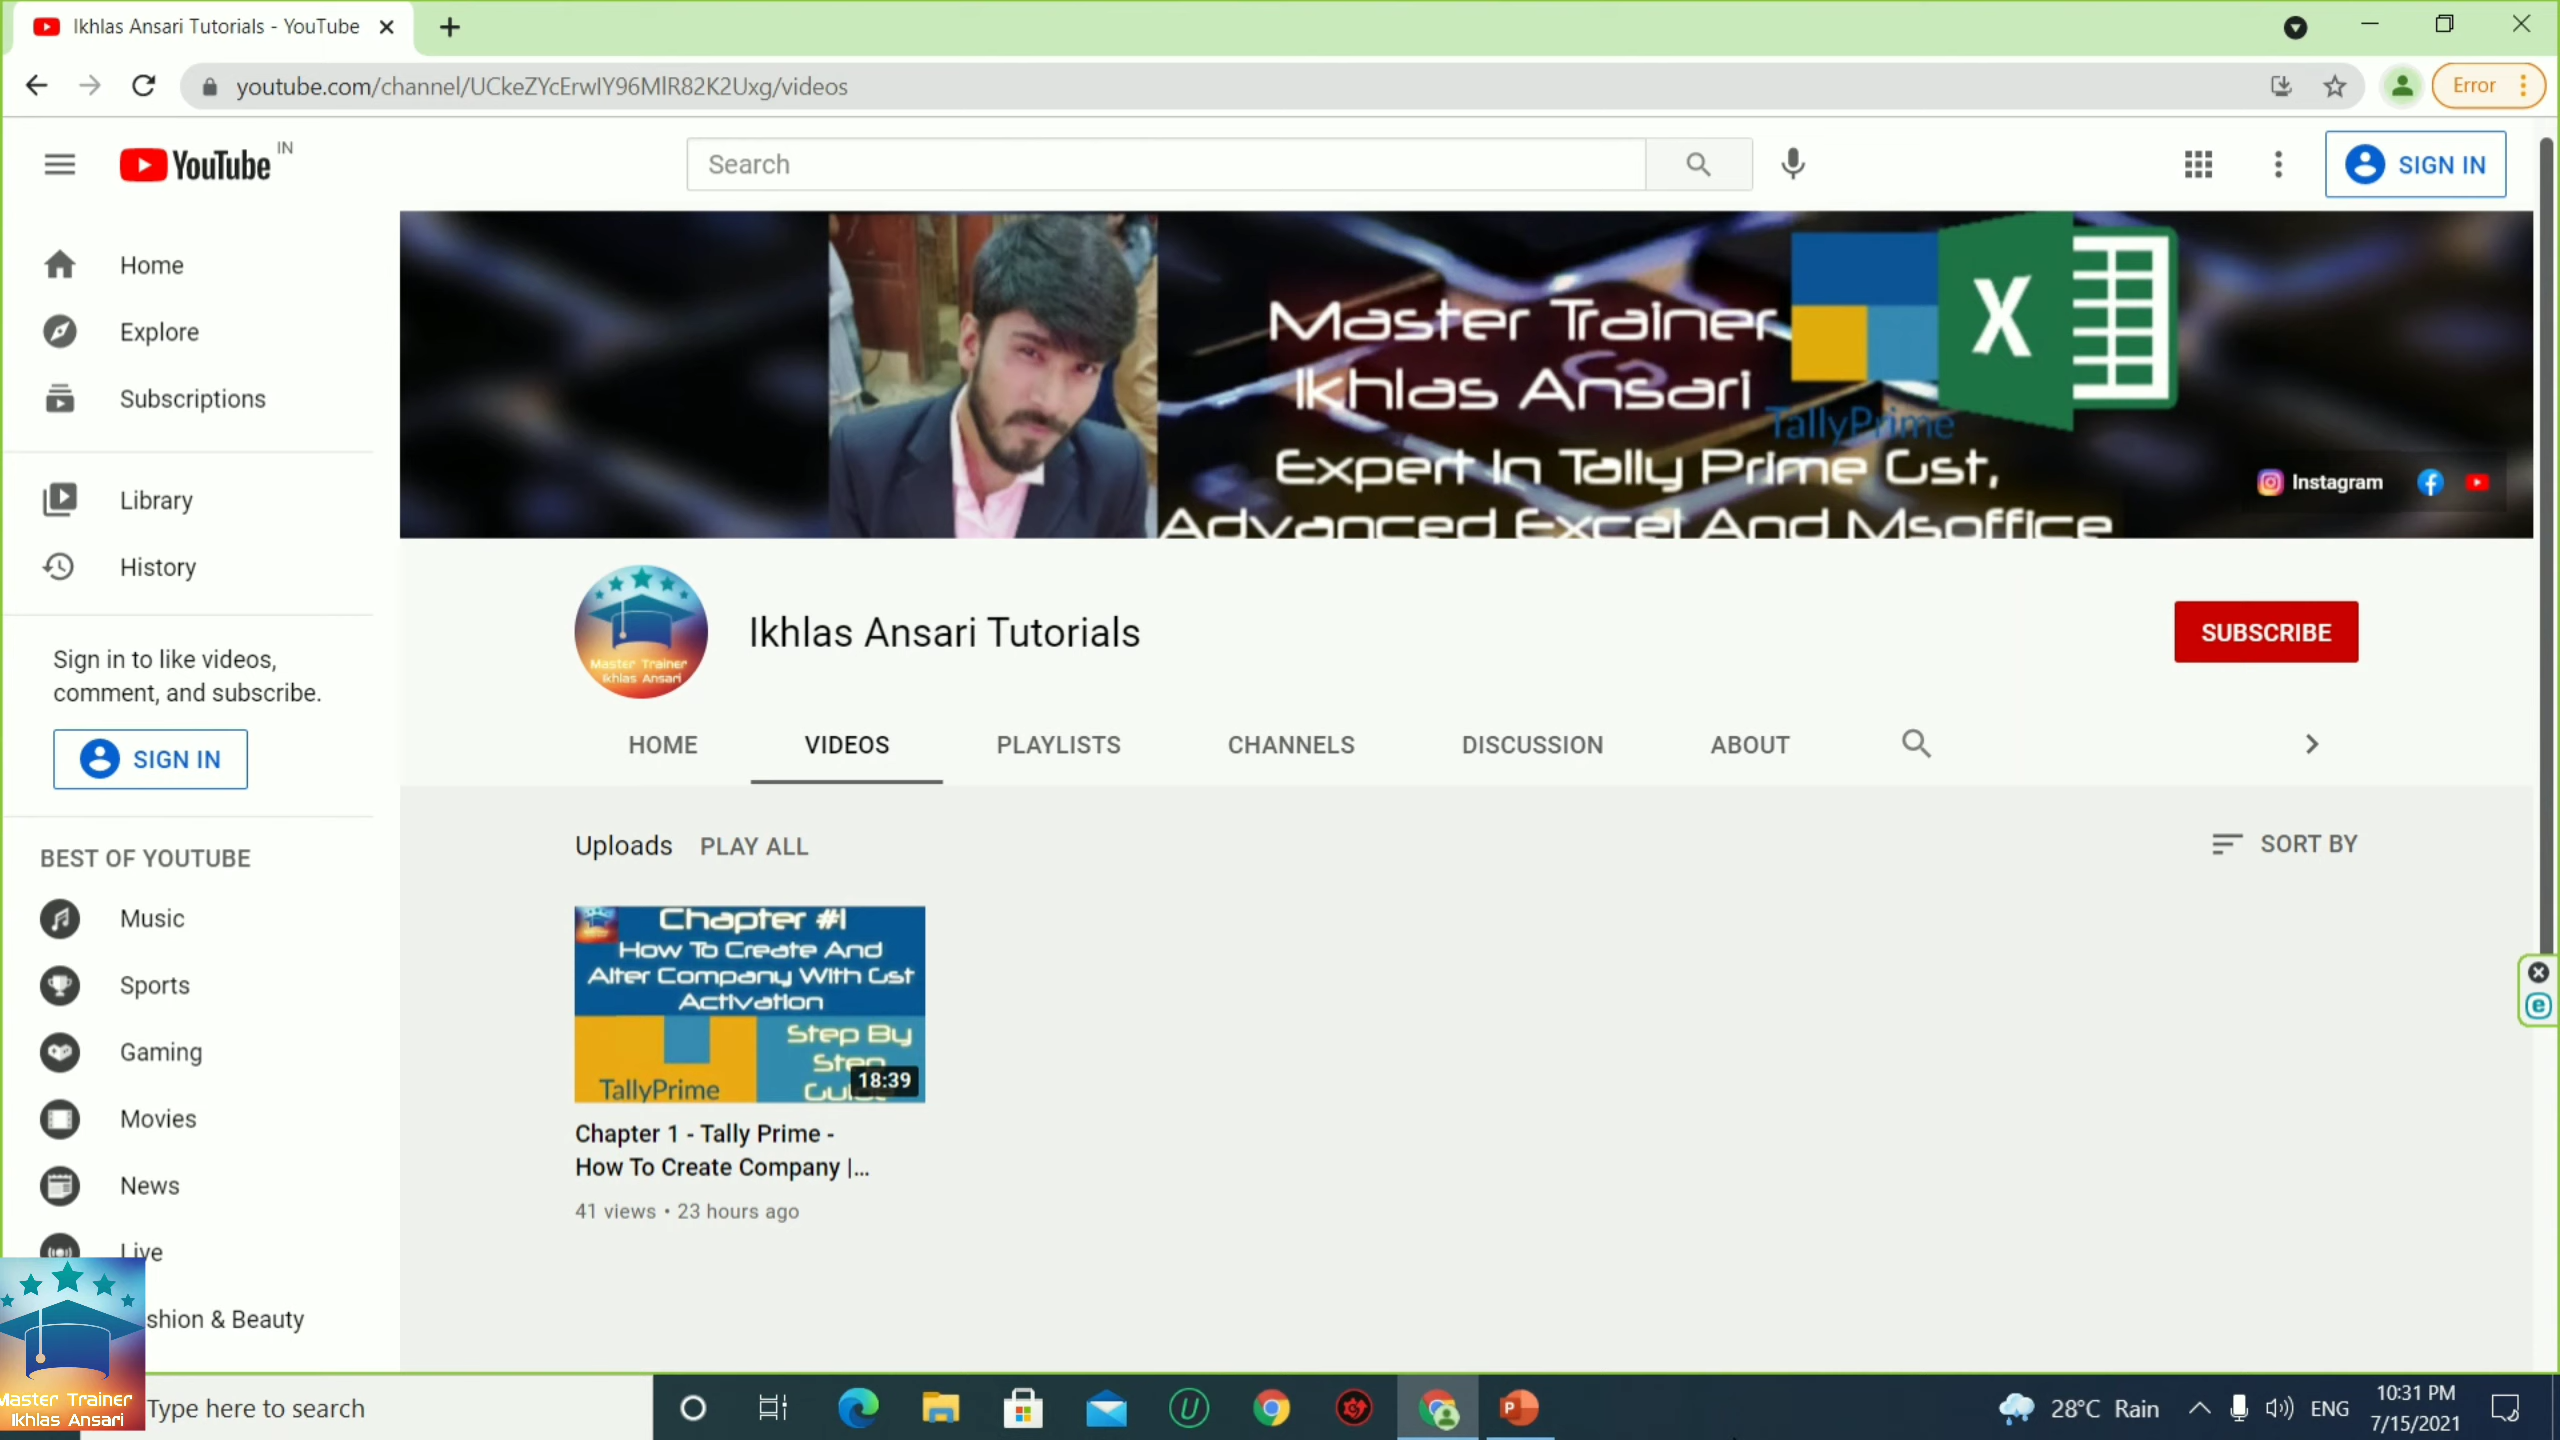 Ikhlas Ansari Tutorials - YouTube
youtube.com/channel/UCkeZYcErwIY96MlR82K2Uxg/videos
Error
YouTube IN
Search
SIGN IN
Home
Explore
Subscriptions
Library
History
Sign in to like videos,
comment, and subscribe.
SIGN IN
BEST OF YOUTUBE
Music
Sports
Gaming
Movies
News
Live
shion & Beauty
Master Trainer
Ikhlas Ansari
TallyPrime
Expert In Tally Prime Gst,
Advanced Excel And Msoffice
X
Instagram
Master Trainer
Ikhlas Ansari
Ikhlas Ansari Tutorials
SUBSCRIBE
HOME
VIDEOS
PLAYLISTS
CHANNELS
DISCUSSION
ABOUT
Uploads
PLAY ALL
SORT BY
Chapter #1
How To Create And
Alter Company With Gst
Activation
Step By
Step
Guide
TallyPrime
18:39
Chapter 1 - Tally Prime -
How To Create Company |...
41 views • 23 hours ago
Master Trainer
Ikhlas Ansari
Type here to search
28°C Rain
ENG
10:31 PM
7/15/2021